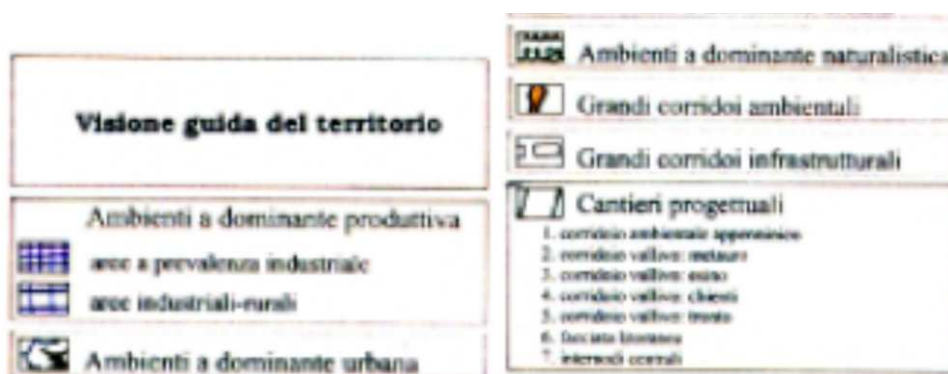 Visione guida del territorio
Ambienti a dominante produttiva
aree a prevalenza industriale
aree industriali-rurali
Ambienti a dominante urbana
Ambienti a dominante naturalistica
Grandi corridoi ambientali
Grandi corridoi infrastrutturali
Cantieri progettuali
1. corridoio ambientale appenninico
2. corridoio vallivo: metauro
3. corridoio vallivo: esino
4. corridoio vallivo: chienti
5. corridoio vallivo: tronto
6. facciata litoranea
7. internodi centrali